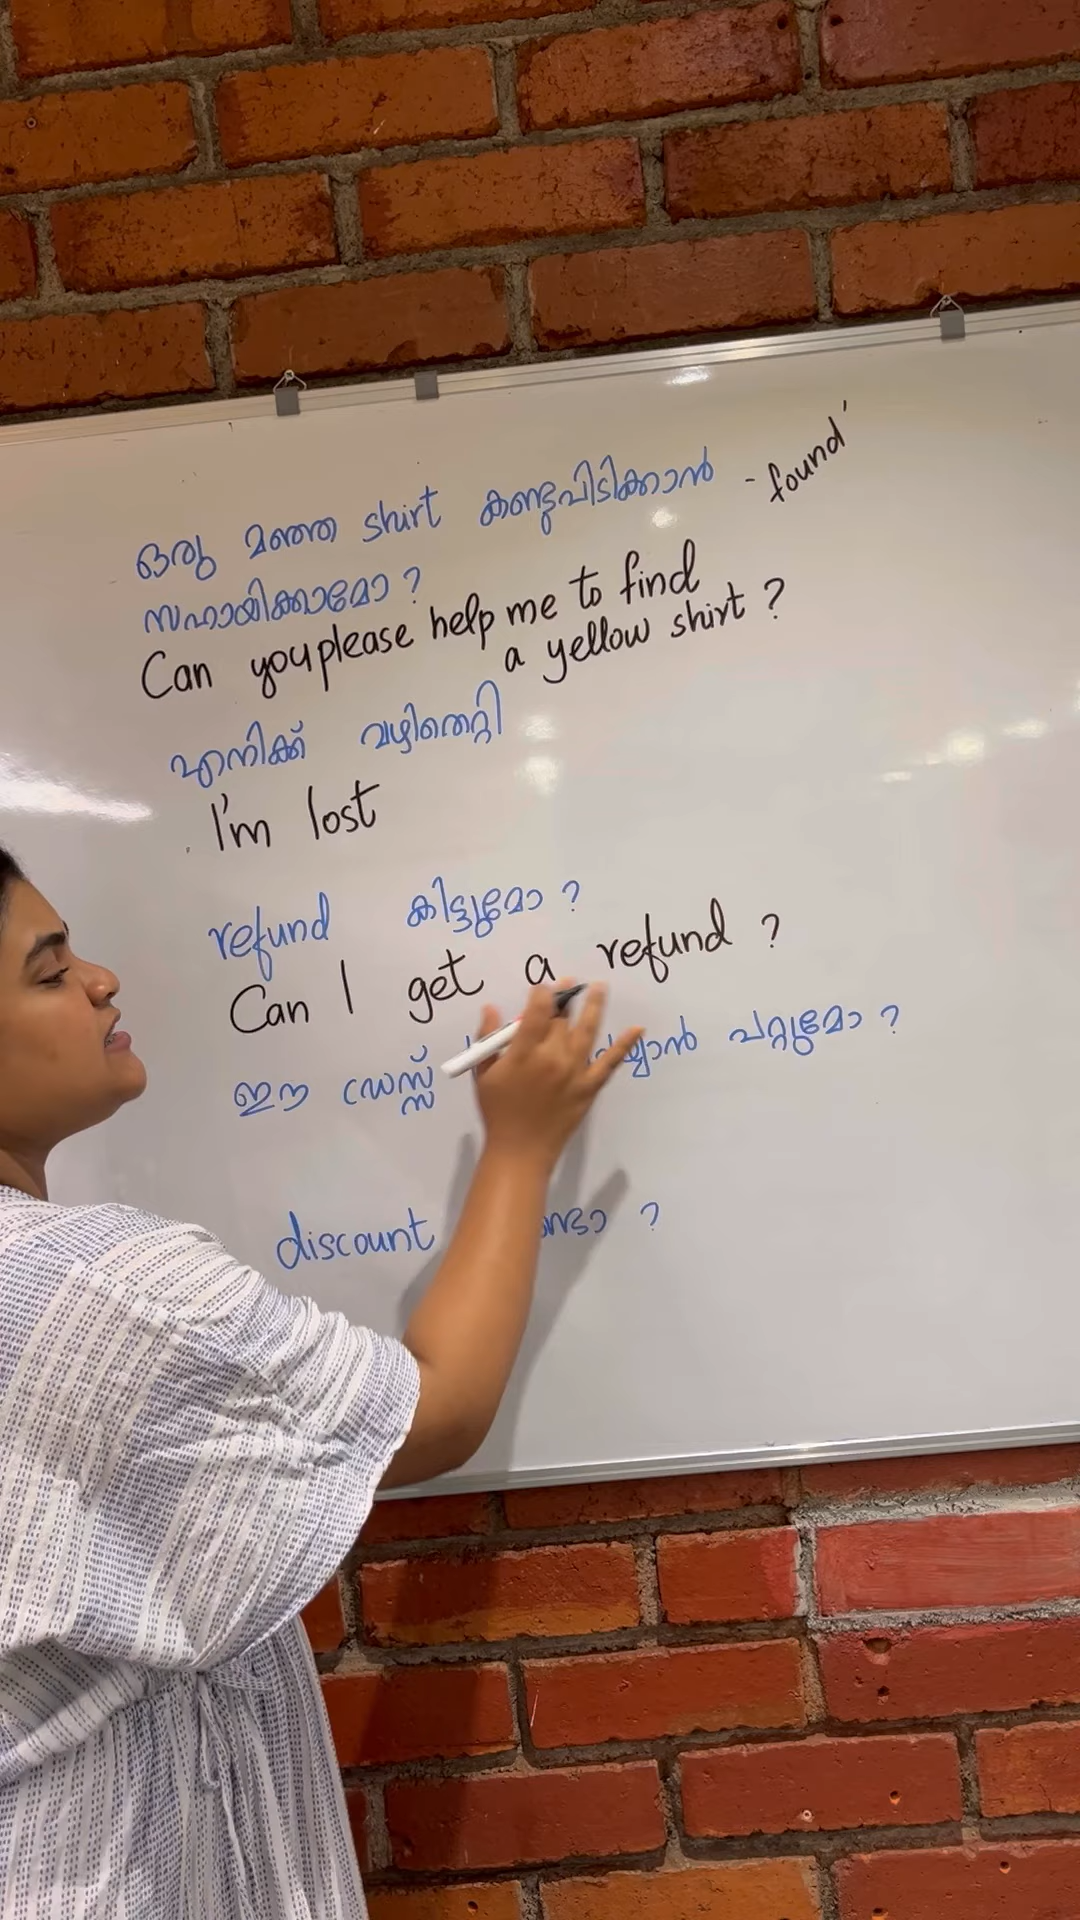 ഒരു മഞ്ഞ shirt കണ്ടുപിടിക്കാൻ - found'
സഹായിക്കാമോ ?
Can you please help me to find
a yellow shirt ?
എനിക്ക് വഴിതെറ്റി
I'm lost
refund കിട്ടുമോ ?
Can I get a refund ?
ഈ ഡ്രസ്സ് പറ്റുമോ ?
discount ?